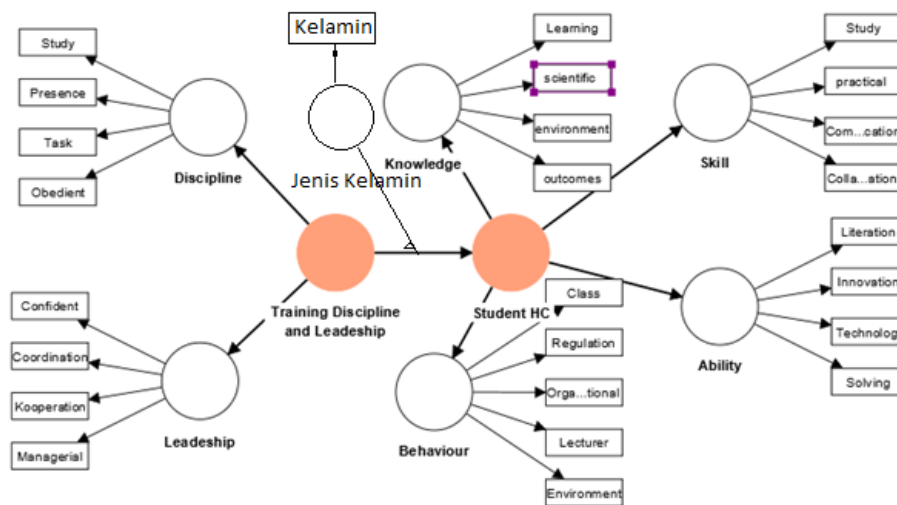 Study
Presence
Task
Obedient
Discipline
Kelamin
Jenis Kelamin
Learning
scientific
environment
outcomes
Knowledge
Study
practical
Com...cation
Colla...ation
Skill
Training Discipline
and Leadeship
Student HC
Confident
Coordination
Kooperation
Managerial
Leadeship
Class
Regulation
Orga...tional
Lecturer
Environment
Behaviour
Literation
Innovation
Technolog
Solving
Ability